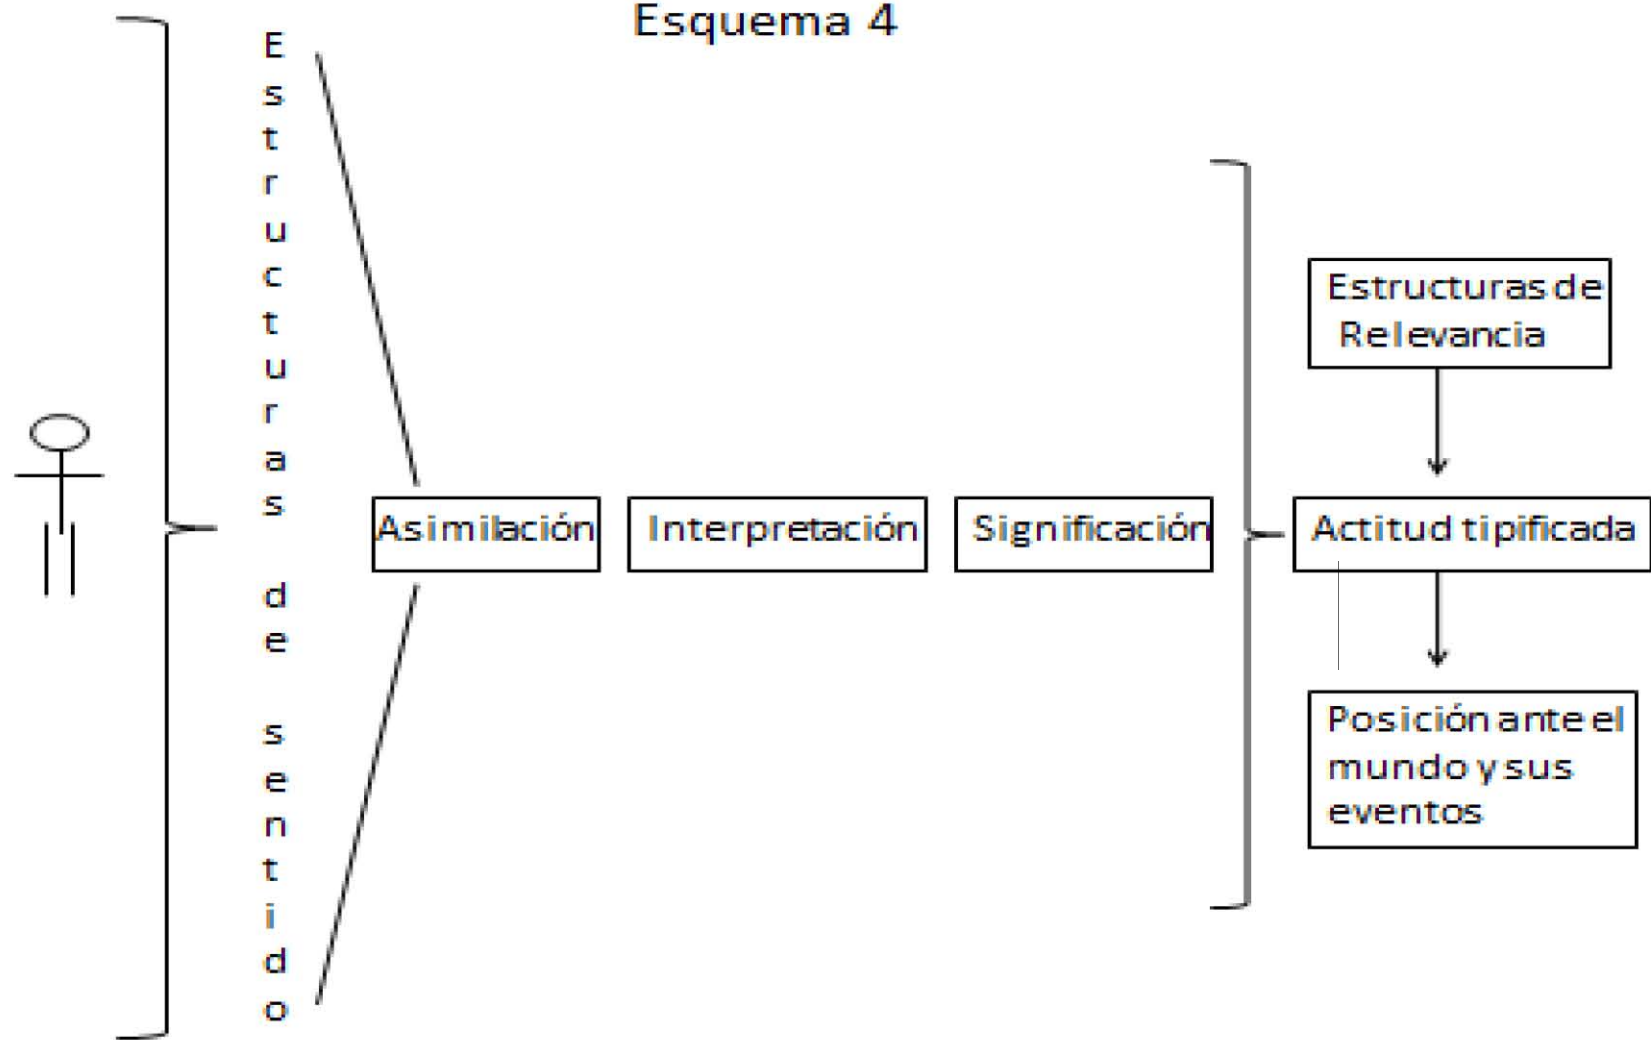 Esquema 4
Estructuras de sentido
Asimilación
Interpretación
Significación
Estructuras de
Relevancia
Actitud tipificada
Posición ante el
mundo y sus
eventos